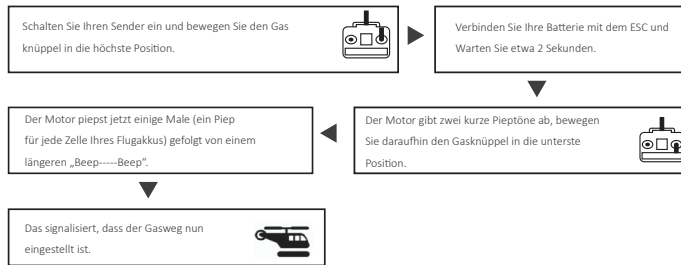 Schalten Sie Ihren Sender ein und bewegen Sie den Gas
knüppel in die höchste Position.
Verbinden Sie Ihre Batterie mit dem ESC und
Warten Sie etwa 2 Sekunden.
Der Motor gibt zwei kurze Pieptöne ab, bewegen
Sie daraufhin den Gasknüppel in die unterste
Position.
Der Motor piepst jetzt einige Male (ein Piep
für jede Zelle Ihres Flugakkus) gefolgt von einem
längeren „Beep-----Beep“.
Das signalisiert, dass der Gasweg nun
eingestellt ist.